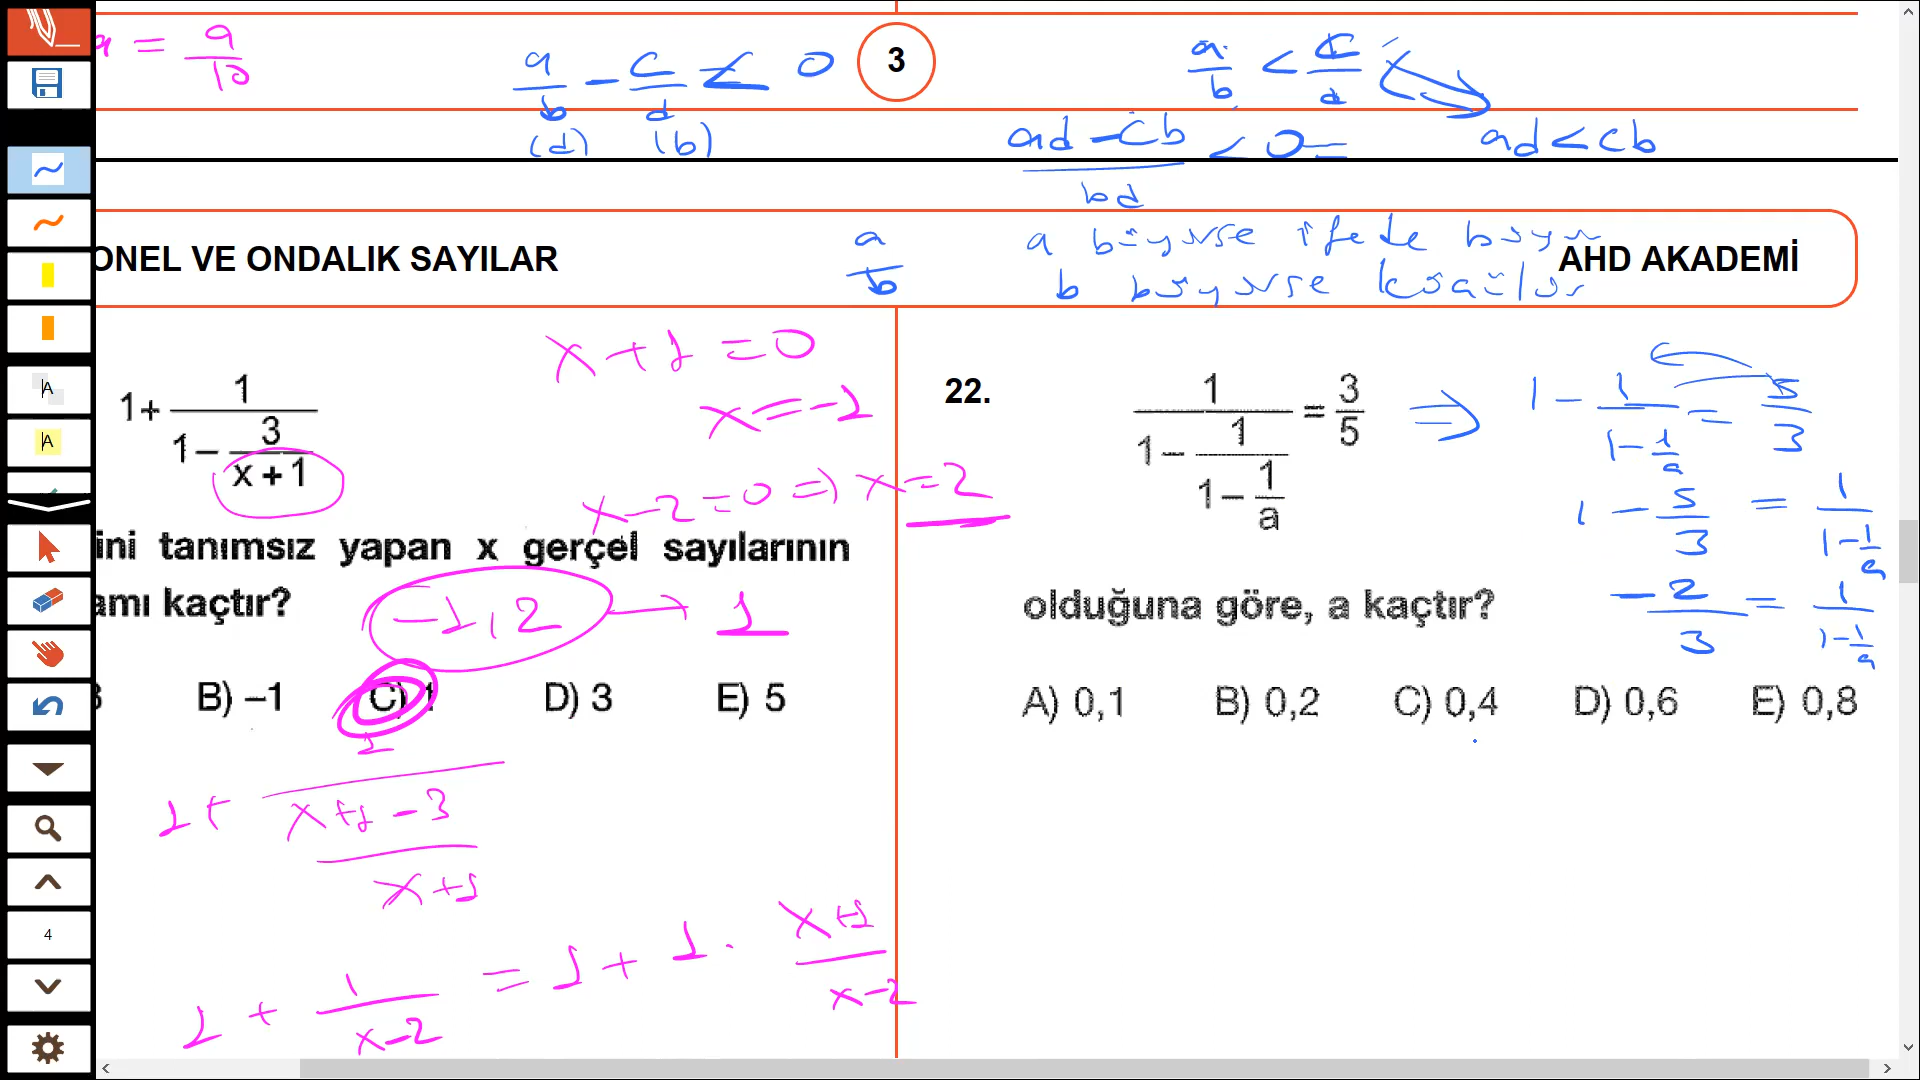 a = a/10
a/b - c/d < 0
(d) (b)
3
a/b < c/d
ad - cb / bd < 0 =
ad < cb
ONEL VE ONDALIK SAYILAR
a/b
a büyürse ifade büyü
b büyürse küçülür
AHD AKADEMİ
1+ 1/(1– 3/(x + 1))
x + 1 = 0
x = -1
x - 2 = 0 ⇒ x = 2
ini tanımsız yapan x gerçel sayılarının
amı kaçtır?
-1, 2 → 1
B) –1 C) 1 D) 3 E) 5
1 + 1/((x+1-3)/(x+1))
1 + 1/(x-2) = 1 + 1 · (x+1)/(x-2)
22.
1/(1– 1/(1– 1/a)) = 3/5
⇒ 1 - 1/(1 - 1/a) = 5/3
1 - 5/3 = 1/(1 - 1/a)
-2/3 = 1/(1 - 1/a)
olduğuna göre, a kaçtır?
A) 0,1 B) 0,2 C) 0,4 D) 0,6 E) 0,8
A
A
4